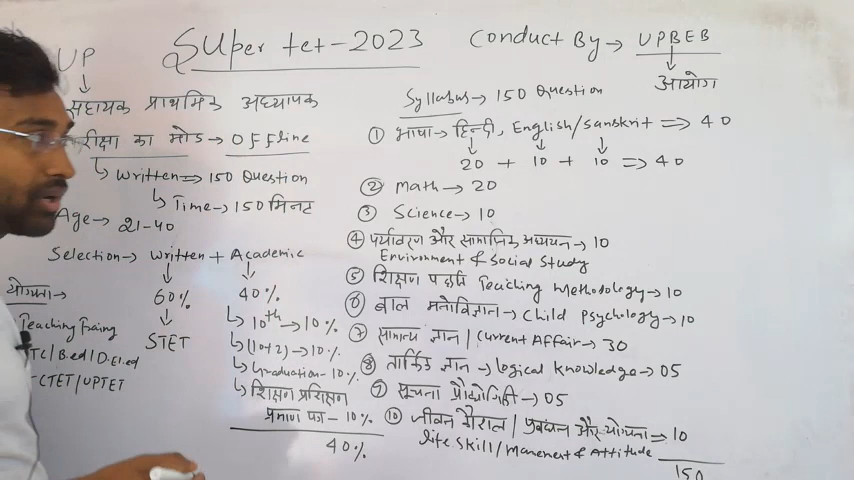 UP
Super tet-2023
Conduct By → UPBEB
↓
आयोग
सहायक प्राथमिक अध्यापक
रीक्षा का मोड → OFFline
↳ Written ⇒ 150 Question
↳ Time → 150 मिनट
Age → 21-40
Selection → Written + Academic
60%
↓
STET
40%
↳ 10th → 10%
↳ (10+2) → 10%
↳ Graduation - 10%
↳ शिक्षण प्रशिक्षण
प्रमाण पत्र - 10%
40%
योग्यता →
Teaching Traing
TC/B.ed/D.El.ed
CTET/UPTET
Syllabus → 150 Question
① भाषा → हिन्दी, English/Sanskrit ⇒ 40
20 + 10 + 10 ⇒ 40
② Math → 20
③ Science → 10
④ पर्यावरण और सामाजिक अध्ययन → 10
Environment & Social Study
⑤ शिक्षण पद्धति Teaching Methodology → 10
⑥ बाल मनोविज्ञान → Child Psychology → 10
⑦ सामान्य ज्ञान / Current Affair → 30
⑧ तार्किक ज्ञान → Logical Knowledge → 05
⑨ सूचना प्रौद्योगिकी → 05
⑩ जीवन कौशल / प्रबंधन और योग्यता ⇒ 10
life Skill/Manement & Attitude
150